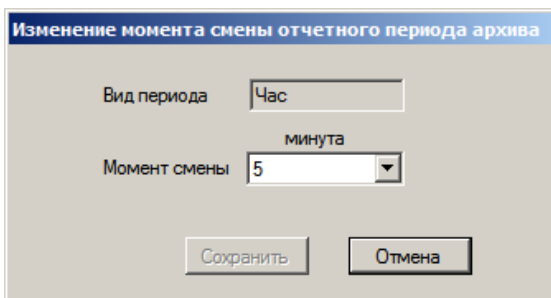 Изменение момента смены отчетного периода архива
Вид периода Час
минута
Момент смены 5
Сохранить Отмена